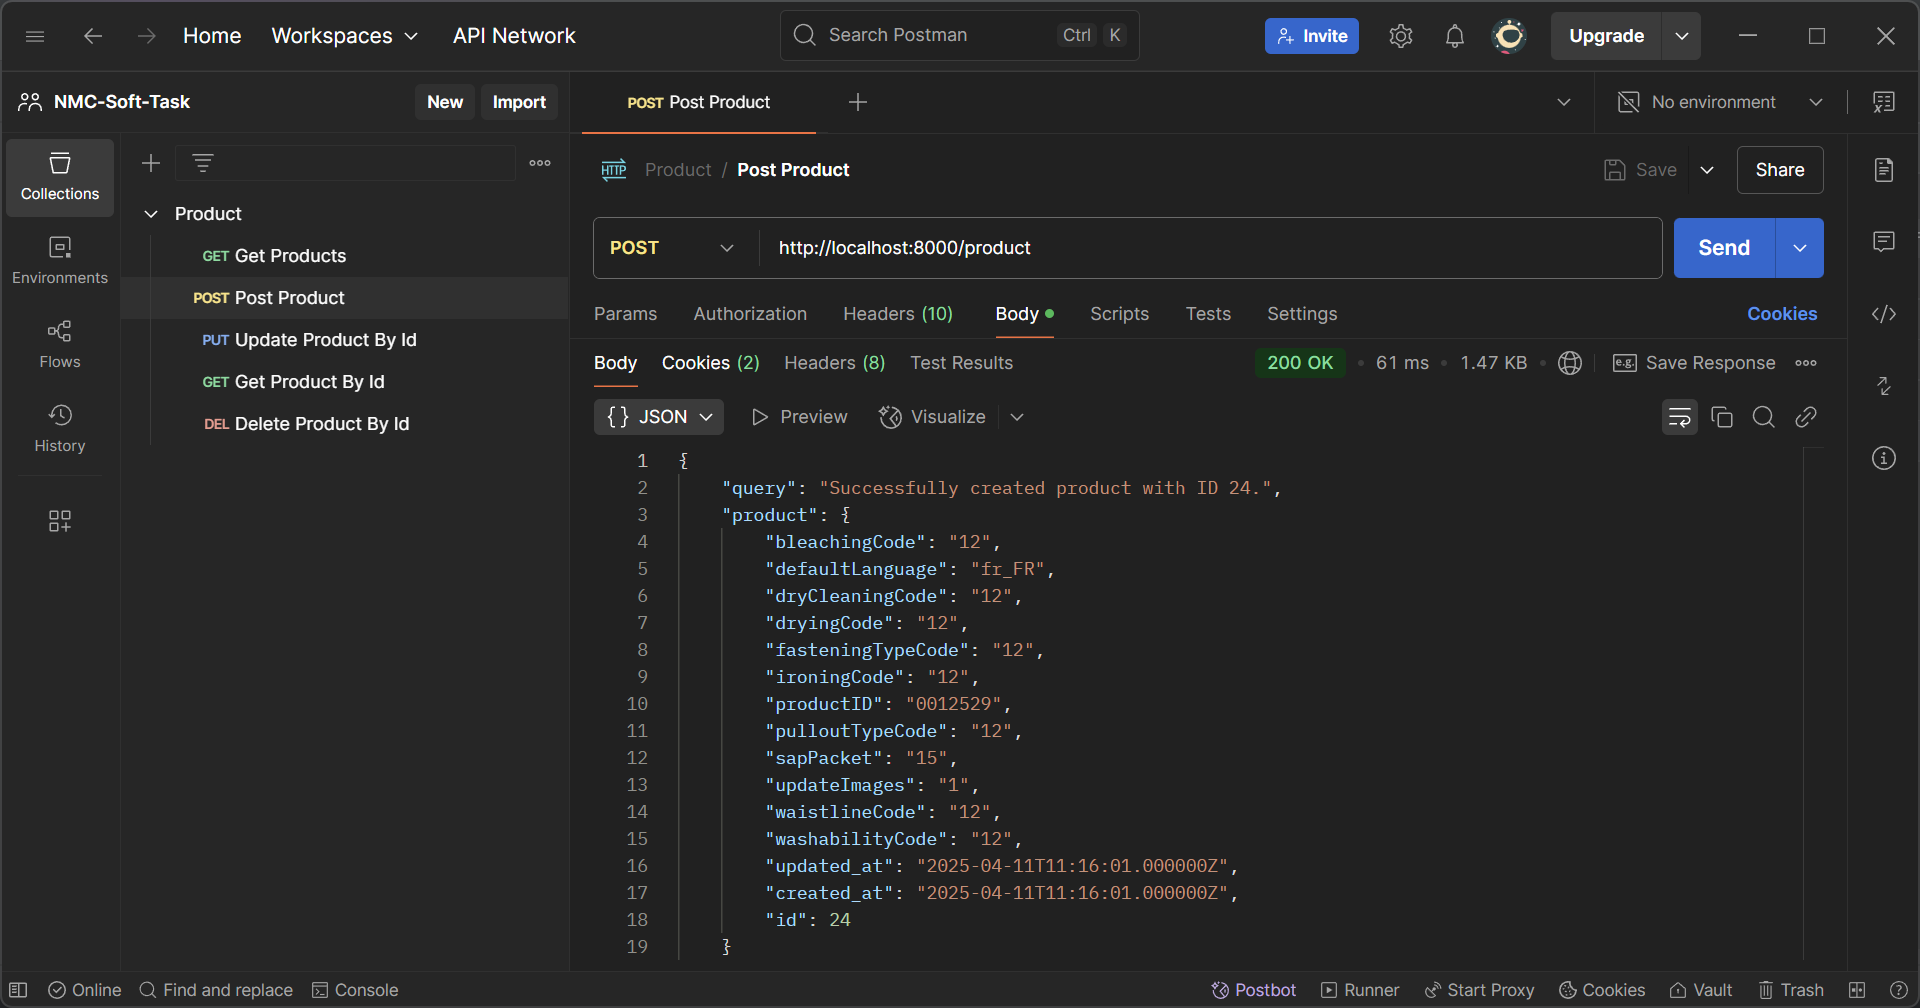 Home Workspaces API Network Search Postman Ctrl K Invite Upgrade
NMC-Soft-Task New Import POST Post Product No environment
Collections
Environments
Flows
History
Product
GET Get Products
POST Post Product
PUT Update Product By Id
GET Get Product By Id
DEL Delete Product By Id
HTTP Product / Post Product Save Share
POST http://localhost:8000/product Send
Params Authorization Headers (10) Body Scripts Tests Settings Cookies
Body Cookies (2) Headers (8) Test Results 200 OK • 61 ms • 1.47 KB • e.g. Save Response
{} JSON Preview Visualize
1 {
2 "query": "Successfully created product with ID 24.",
3 "product": {
4 "bleachingCode": "12",
5 "defaultLanguage": "fr_FR",
6 "dryCleaningCode": "12",
7 "dryingCode": "12",
8 "fasteningTypeCode": "12",
9 "ironingCode": "12",
10 "productID": "0012529",
11 "pulloutTypeCode": "12",
12 "sapPacket": "15",
13 "updateImages": "1",
14 "waistlineCode": "12",
15 "washabilityCode": "12",
16 "updated_at": "2025-04-11T11:16:01.000000Z",
17 "created_at": "2025-04-11T11:16:01.000000Z",
18 "id": 24
19 }
Online Find and replace Console Postbot Runner Start Proxy Cookies Vault Trash